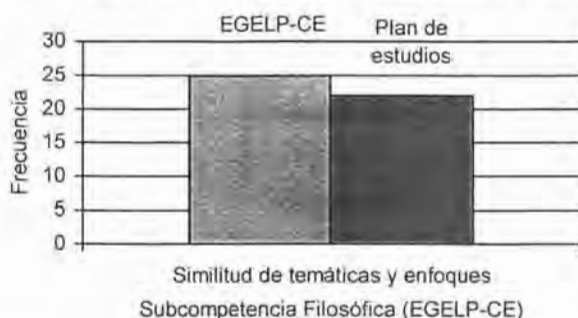 EGELP-CE
Plan de
estudios
Frecuencia
30
25
20
15
10
5
0
Similitud de temáticas y enfoques
Subcompetencia Filosófica (EGELP-CE)